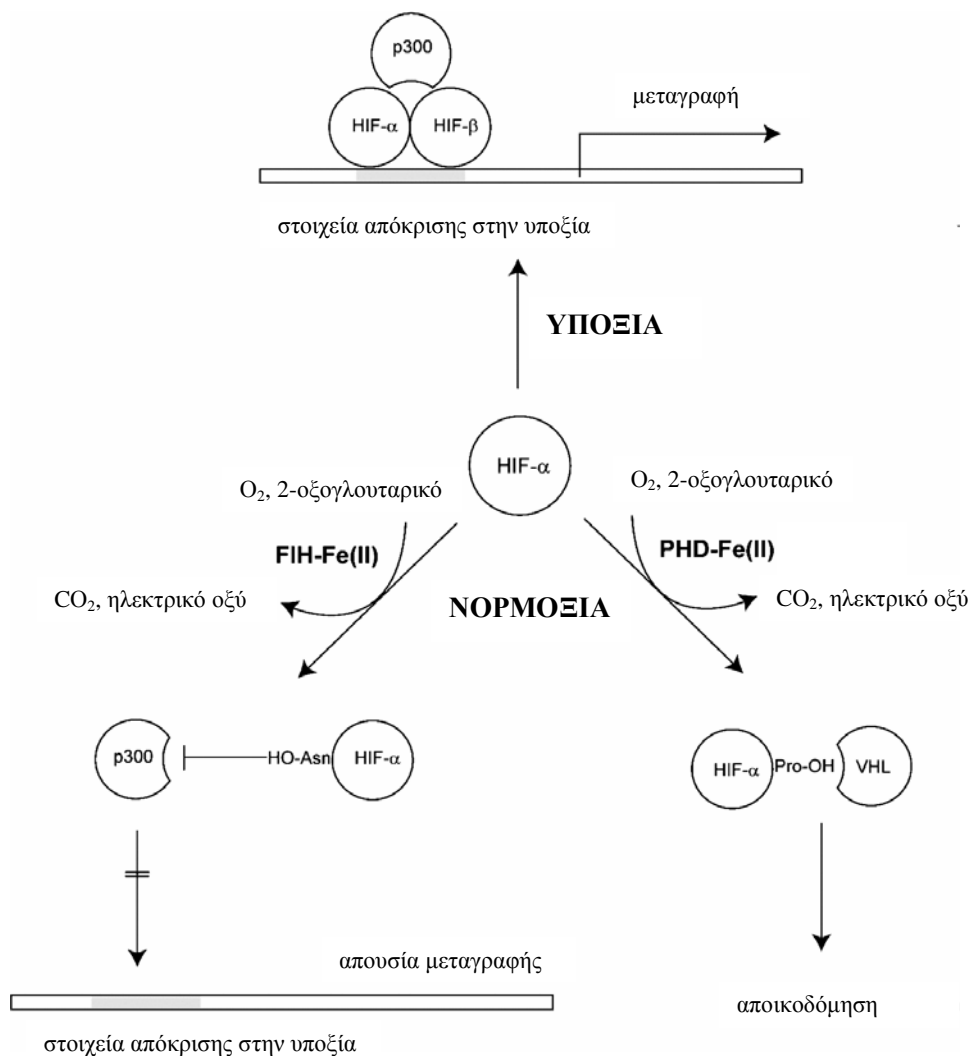 p300
HIF-α HIF-β
μεταγραφή
στοιχεία απόκρισης στην υποξία
ΥΠΟΞΙΑ
HIF-α
O₂, 2-οξογλουταρικό
O₂, 2-οξογλουταρικό
FIH-Fe(II)
PHD-Fe(II)
CO₂, ηλεκτρικό οξύ
ΝΟΡΜΟΞΙΑ
CO₂, ηλεκτρικό οξύ
p300
HO-Asn HIF-α
HIF-α Pro-OH VHL
απουσία μεταγραφής
αποικοδόμηση
στοιχεία απόκρισης στην υποξία